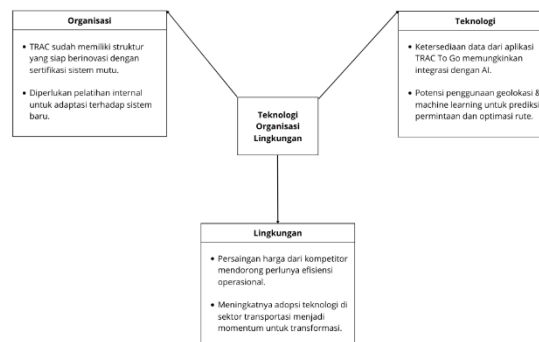 Organisasi
• TRAC sudah memiliki struktur
yang siap berinovasi dengan
sertifikasi sistem mutu.
• Diperlukan pelatihan internal
untuk adaptasi terhadap sistem
baru.
Teknologi
• Ketersediaan data dari aplikasi
TRAC To Go memungkinkan
integrasi dengan AI.
• Potensi penggunaan geolokasi &
machine learning untuk prediksi
permintaan dan optimasi rute.
Teknologi
Organisasi
Lingkungan
Lingkungan
• Persaingan harga dari kompetitor
mendorong perlunya efisiensi
operasional.
• Meningkatnya adopsi teknologi di
sektor transportasi menjadi
momentum untuk transformasi.